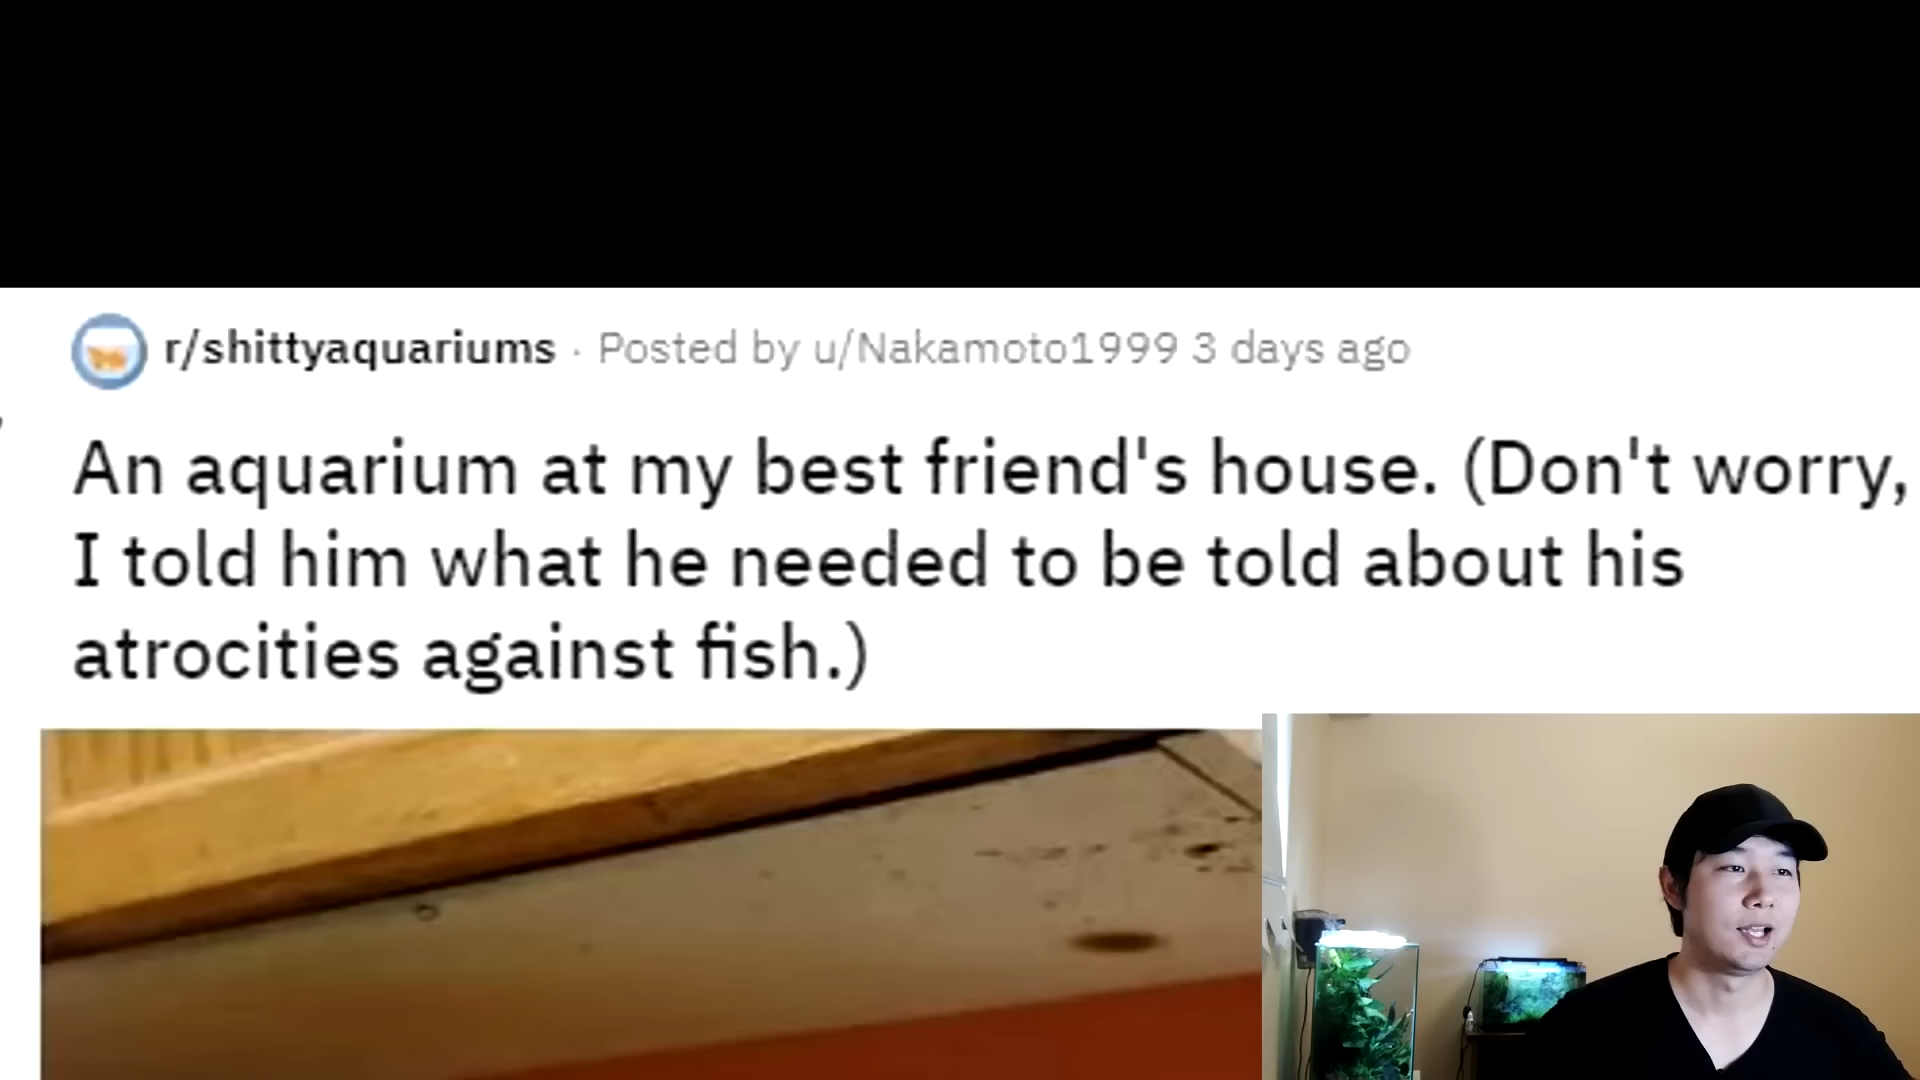 r/shittyaquariums · Posted by u/Nakamoto1999 3 days ago
An aquarium at my best friend's house. (Don't worry,
I told him what he needed to be told about his
atrocities against fish.)